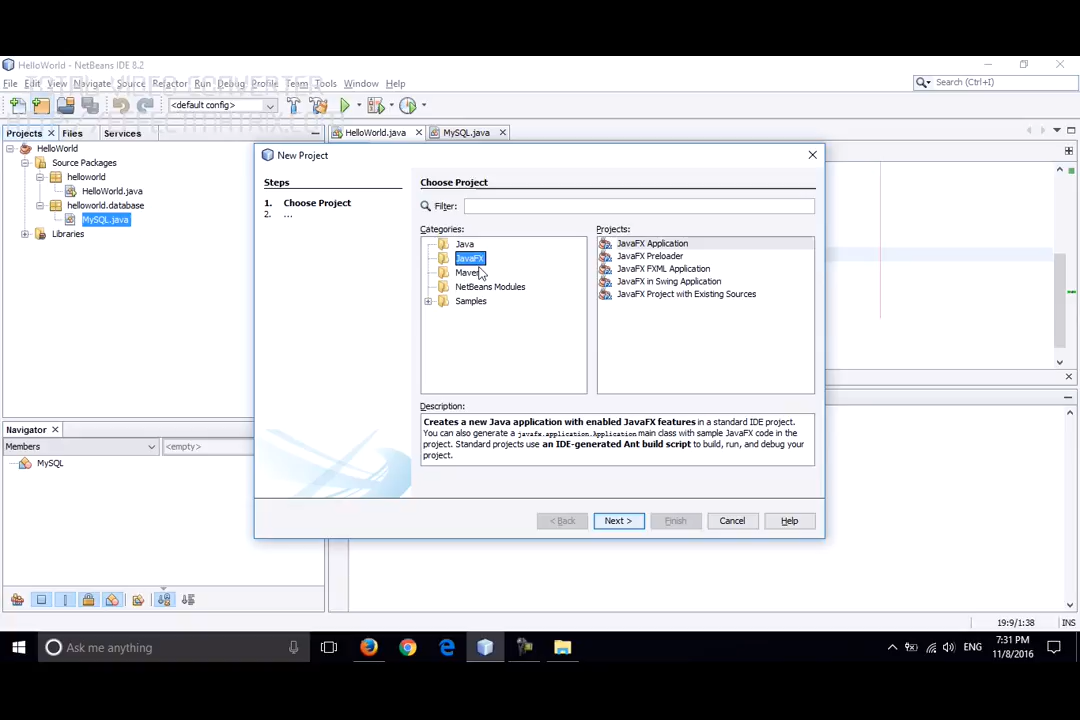 HelloWorld - NetBeans IDE 8.2
File Edit View Navigate Source Refactor Run Debug Profile Team Tools Window Help
Search (Ctrl+I)
TOTAL VIDEO CONVERTER
<default config>
Projects Files Services
HelloWorld.java MySQL.java
HelloWorld
Source Packages
helloworld
HelloWorld.java
helloworld.database
MySQL.java
Libraries
New Project
Steps
1. Choose Project
2. ...
Choose Project
Filter:
Categories: Projects:
Java
JavaFX
Maven
NetBeans Modules
Samples
JavaFX Application
JavaFX Preloader
JavaFX FXML Application
JavaFX in Swing Application
JavaFX Project with Existing Sources
Description:
Creates a new Java application with enabled JavaFX features in a standard IDE project.
You can also generate a javafx.application.Application main class with sample JavaFX code in the
project. Standard projects use an IDE-generated Ant build script to build, run, and debug your
project.
< Back Next > Finish Cancel Help
Navigator
Members <empty>
MySQL
19:9/1:38 INS
Ask me anything
ENG
7:31 PM
11/8/2016